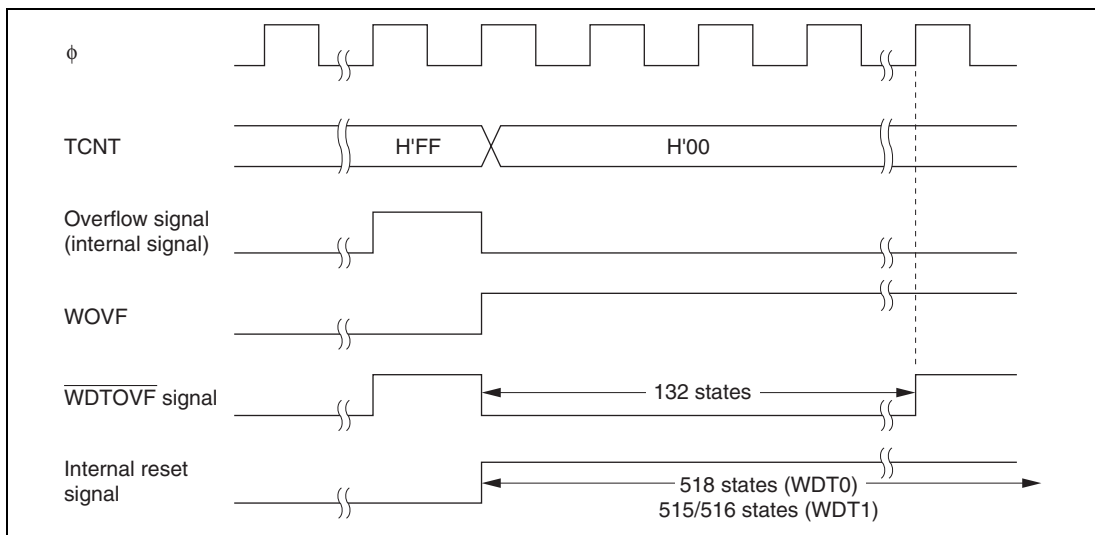 ϕ
TCNT
H'FF
H'00
Overflow signal
(internal signal)
WOVF
WDTOVF signal
132 states
Internal reset
signal
518 states (WDT0)
515/516 states (WDT1)